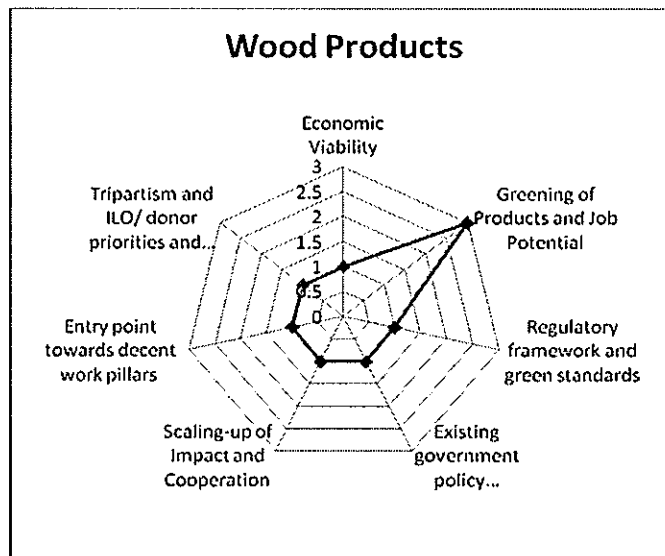 Wood Products
Economic
Viability
3
2.5
2
1.5
1
0.5
0
Greening of
Products and Job
Potential
Regulatory
framework and
green standards
Existing
government
policy...
Scaling-up of
Impact and
Cooperation
Entry point
towards decent
work pillars
Tripartism and
ILO/ donor
priorities and...